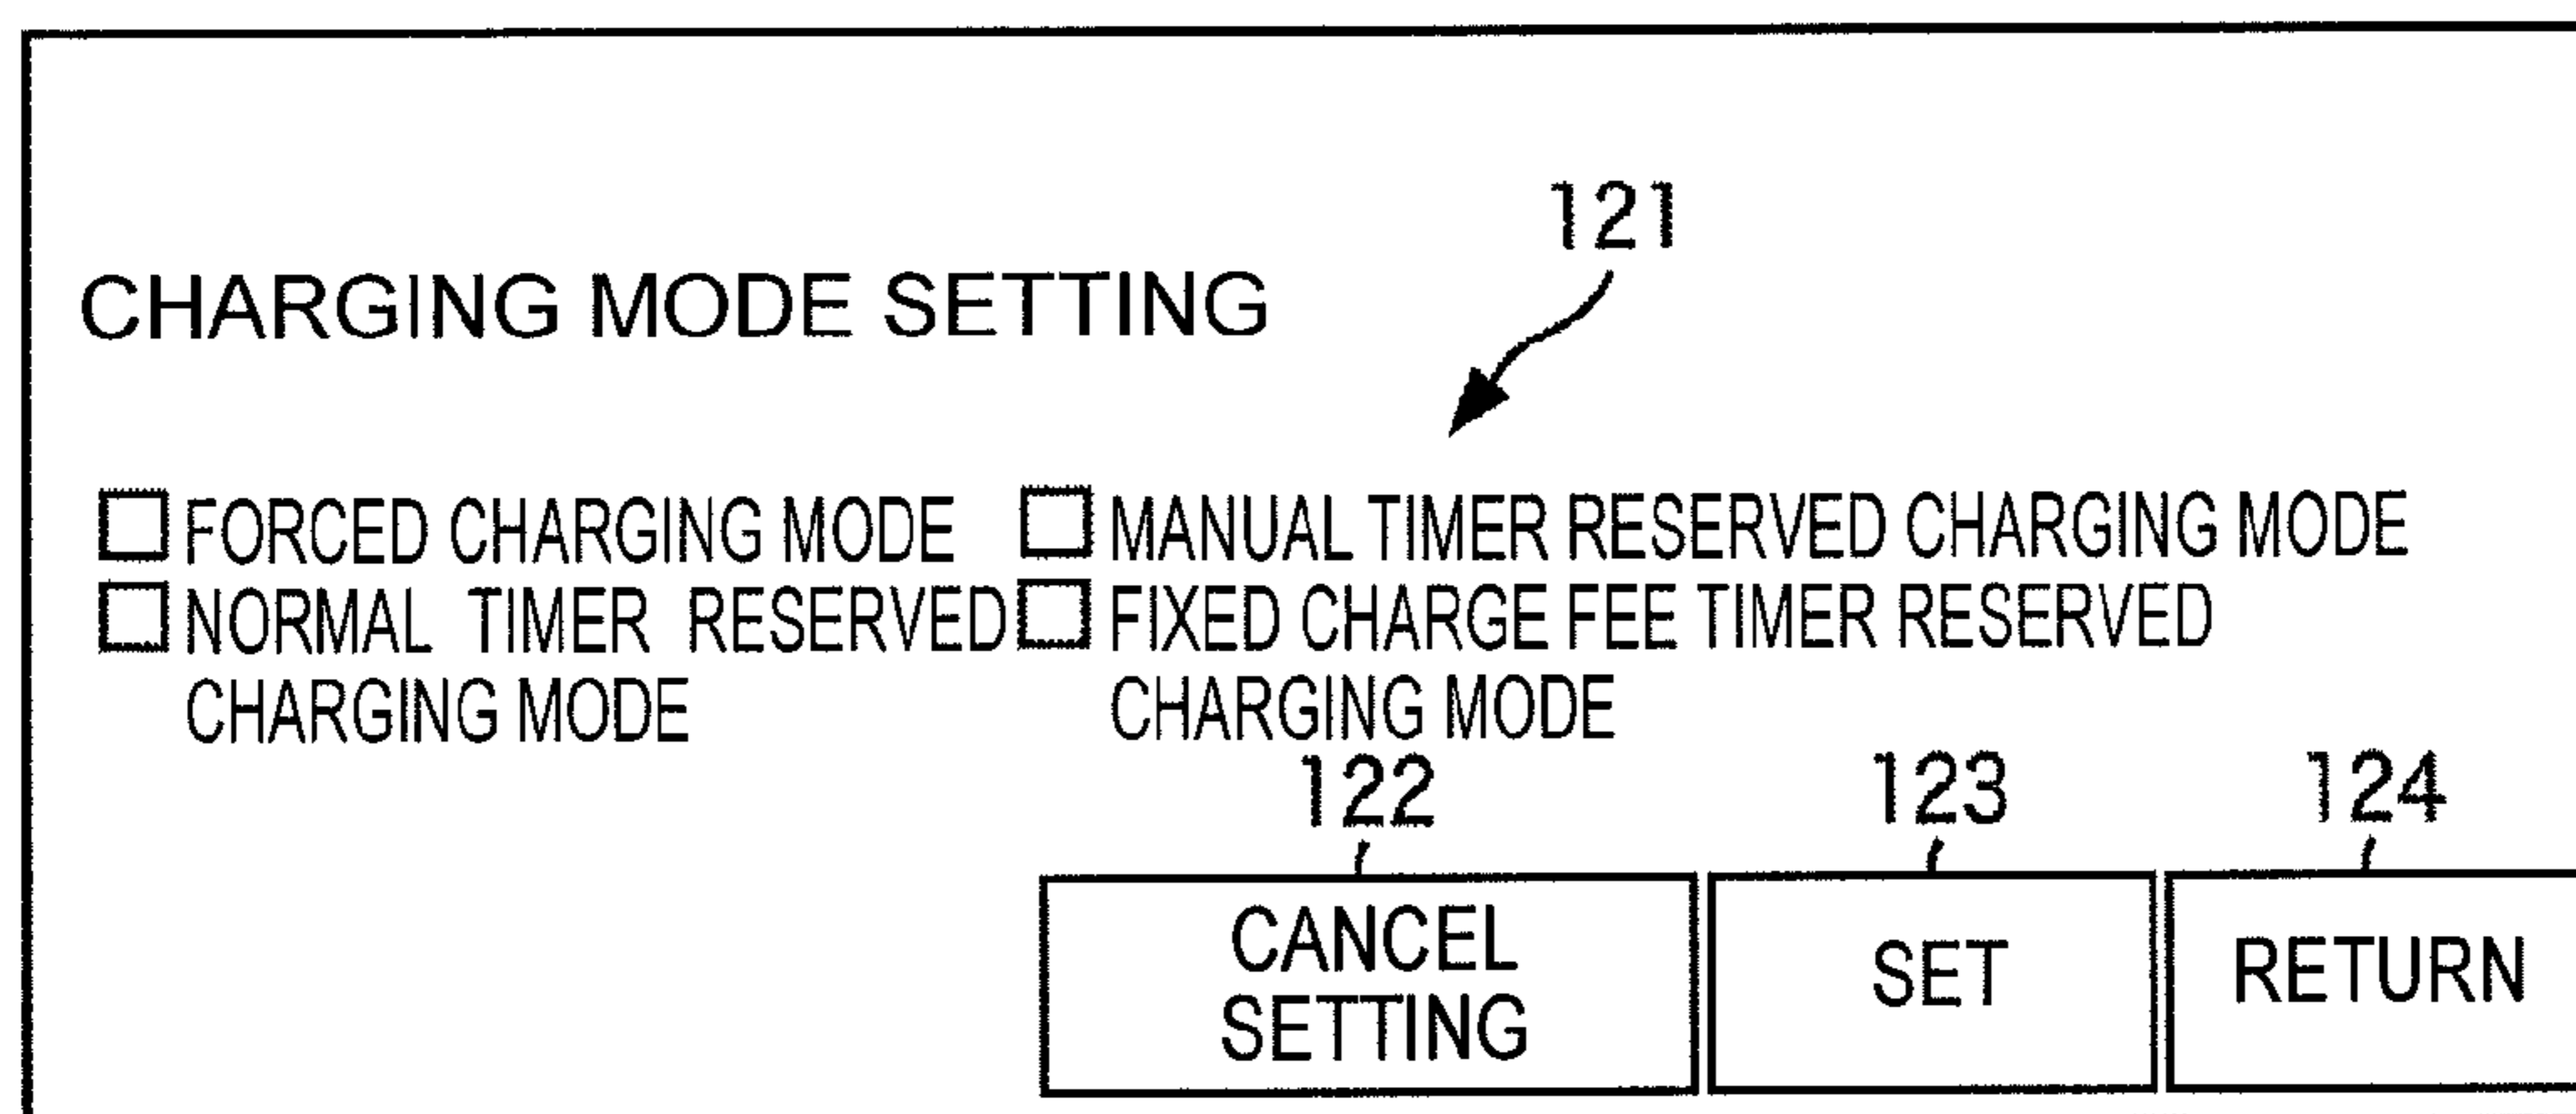 121
CHARGING MODE SETTING
FORCED CHARGING MODE
MANUAL TIMER RESERVED CHARGING MODE
NORMAL TIMER RESERVED
CHARGING MODE
FIXED CHARGE FEE TIMER RESERVED
CHARGING MODE
122
123
124
CANCEL
SETTING
SET
RETURN